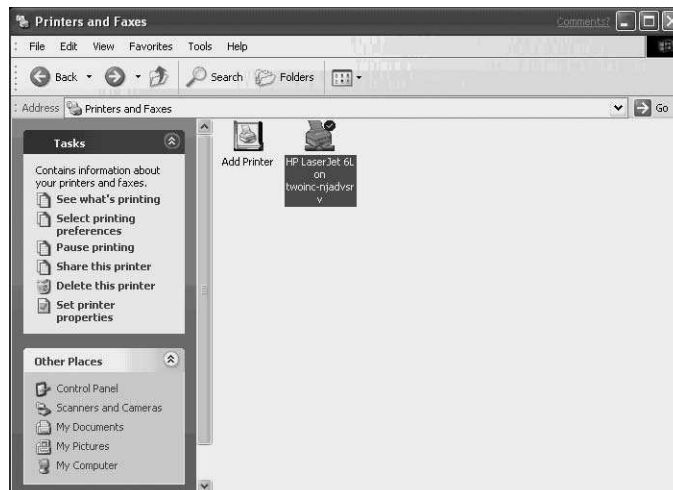 Printers and Faxes
Comments?
File Edit View Favorites Tools Help
Back Search Folders
Address Printers and Faxes Go
Tasks
Contains information about
your printers and faxes.
See what's printing
Select printing
preferences
Pause printing
Share this printer
Delete this printer
Set printer
properties
Other Places
Control Panel
Scanners and Cameras
My Documents
My Pictures
My Computer
Add Printer
HP LaserJet 6L
on
twoinc-njadvsr
v